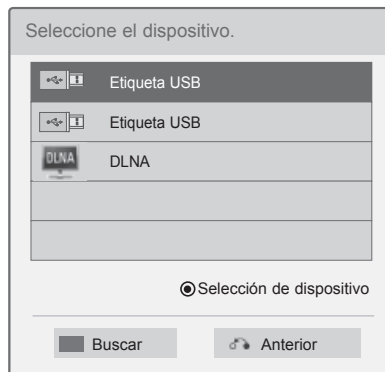 Seleccione el dispositivo.
Etiqueta USB
Etiqueta USB
DLNA DLNA
Selección de dispositivo
Buscar Anterior